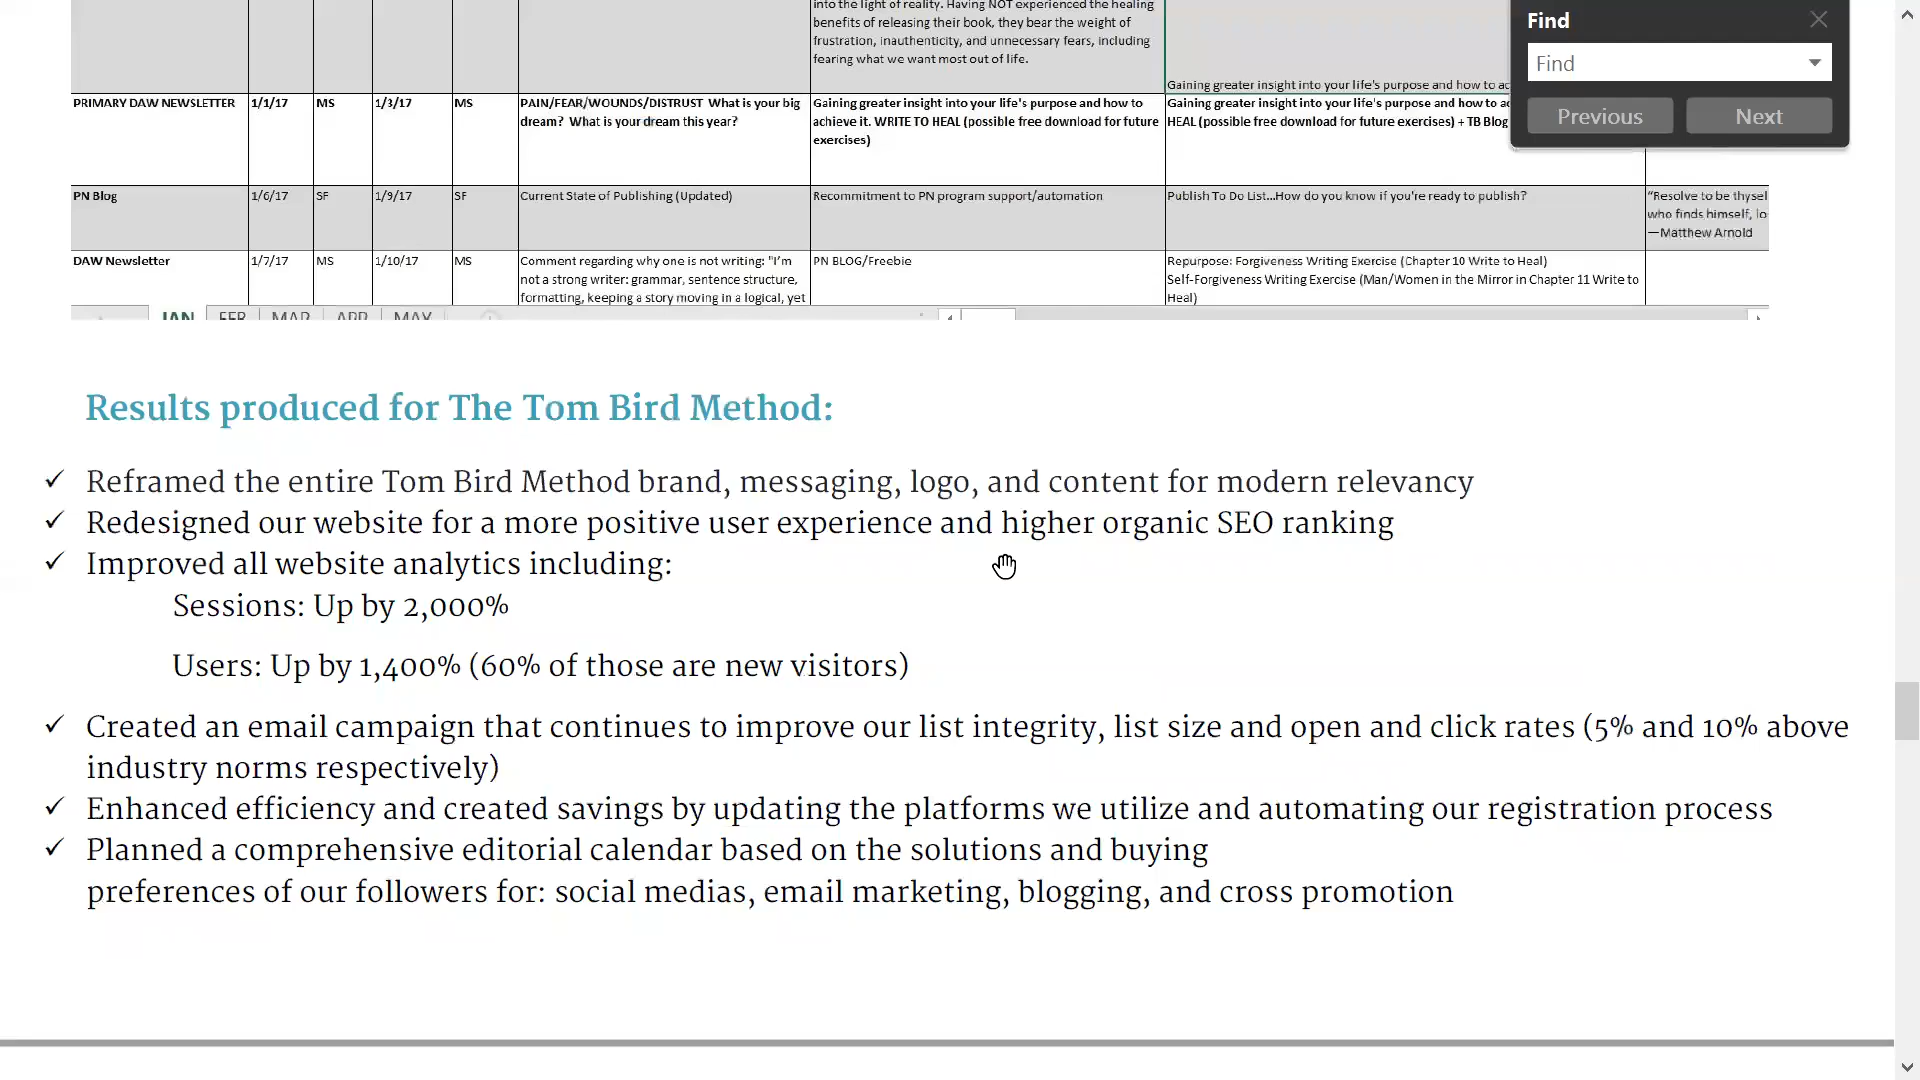 into the light of reality. Having NOT experienced the healing
benefits of releasing their book, they bear the weight of
frustration, inauthenticity, and unnecessary fears, including
fearing what we want most out of life.
Gaining greater insight into your life's purpose and how to ac
Find
Find
Previous Next
PRIMARY DAW NEWSLETTER 1/1/17 MS 1/3/17 MS PAIN/FEAR/WOUNDS/DISTRUST What is your big
dream? What is your dream this year?
Gaining greater insight into your life's purpose and how to
achieve it. WRITE TO HEAL (possible free download for future
exercises)
Gaining greater insight into your life's purpose and how to ac
HEAL (possible free download for future exercises) + TB Blog
PN Blog 1/6/17 SF 1/9/17 SF Current State of Publishing (Updated) Recommitment to PN program support/automation Publish To Do List...How do you know if you're ready to publish?
"Resolve to be thysel
who finds himself, lo
—Matthew Arnold
DAW Newsletter 1/7/17 MS 1/10/17 MS Comment regarding why one is not writing: "I'm
not a strong writer: grammar, sentence structure,
formatting, keeping a story moving in a logical, yet
PN BLOG/Freebie
Repurpose: Forgiveness Writing Exercise (Chapter 10 Write to Heal)
Self-Forgiveness Writing Exercise (Man/Women in the Mirror in Chapter 11 Write to
Heal)
JAN FEB MAR APR MAY
Results produced for The Tom Bird Method:
✓ Reframed the entire Tom Bird Method brand, messaging, logo, and content for modern relevancy
✓ Redesigned our website for a more positive user experience and higher organic SEO ranking
✓ Improved all website analytics including:
Sessions: Up by 2,000%
Users: Up by 1,400% (60% of those are new visitors)
✓ Created an email campaign that continues to improve our list integrity, list size and open and click rates (5% and 10% above
industry norms respectively)
✓ Enhanced efficiency and created savings by updating the platforms we utilize and automating our registration process
✓ Planned a comprehensive editorial calendar based on the solutions and buying
preferences of our followers for: social medias, email marketing, blogging, and cross promotion